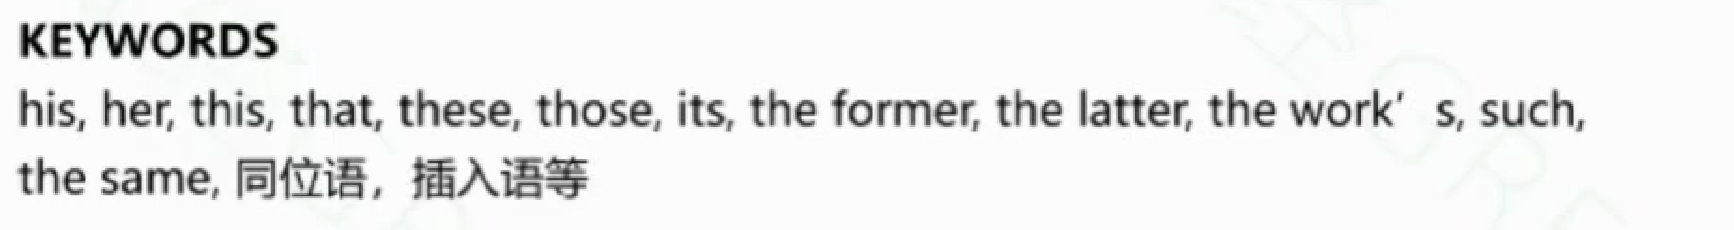 KEYWORDS
his, her, this, that, these, those, its, the former, the latter, the work’s, such,
the same, 同位语，插入语等